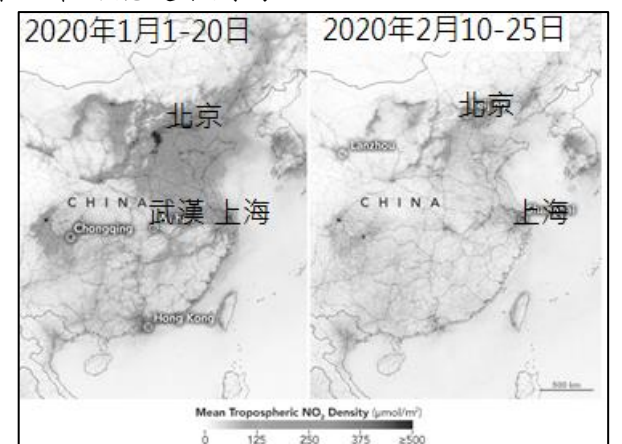 2020年1月1-20日
2020年2月10-25日
北京
北京
Lanzhou
CHINA
CHINA
武漢 上海
上海
Chongqing
Hong Kong
500 km
Mean Tropospheric NO₂ Density (μmol/m²)
0 125 250 375 ≥500